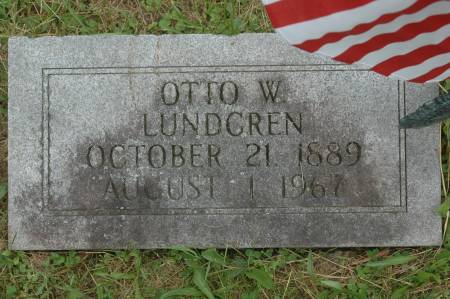 OTTO W.
LUNDGREN
OCTOBER 21, 1889
AUGUST 1, 1967